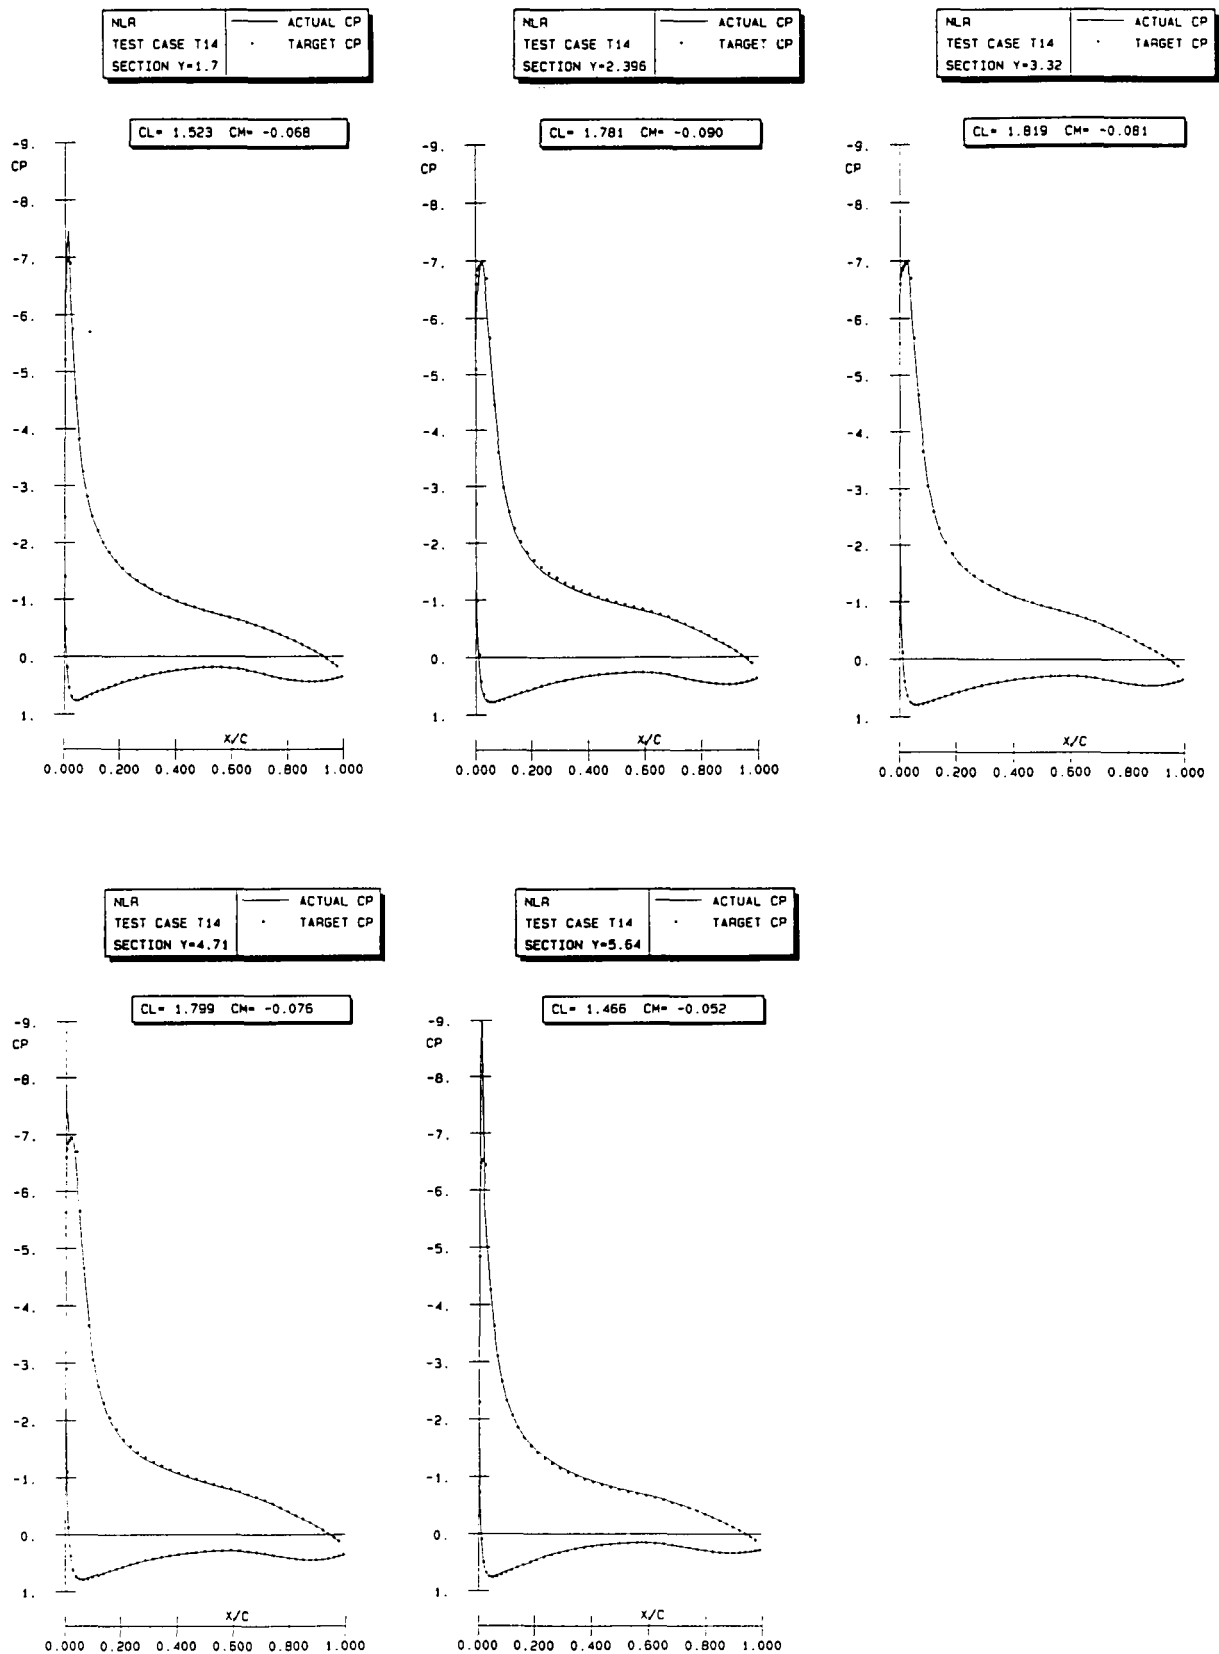 NLR ACTUAL CP
TEST CASE T14 . TARGET CP
SECTION Y=1.7
CL= 1.523 CM= -0.068
-9.
CP
-8.
-7.
-6.
-5.
-4.
-3.
-2.
-1.
0.
1.
X/C
0.000 0.200 0.400 0.600 0.800 1.000
NLR ACTUAL CP
TEST CASE T14 . TARGET CP
SECTION Y=2.396
CL= 1.781 CM= -0.090
-9.
CP
-8.
-7.
-6.
-5.
-4.
-3.
-2.
-1.
0.
1.
X/C
0.000 0.200 0.400 0.600 0.800 1.000
NLR ACTUAL CP
TEST CASE T14 . TARGET CP
SECTION Y=3.32
CL= 1.819 CM= -0.081
-9.
CP
-8.
-7.
-6.
-5.
-4.
-3.
-2.
-1.
0.
1.
X/C
0.000 0.200 0.400 0.600 0.800 1.000
NLR ACTUAL CP
TEST CASE T14 . TARGET CP
SECTION Y=4.71
CL= 1.799 CM= -0.076
-9.
CP
-8.
-7.
-6.
-5.
-4.
-3.
-2.
-1.
0.
1.
X/C
0.000 0.200 0.400 0.600 0.800 1.000
NLR ACTUAL CP
TEST CASE T14 . TARGET CP
SECTION Y=5.64
CL= 1.466 CM= -0.052
-9.
CP
-8.
-7.
-6.
-5.
-4.
-3.
-2.
-1.
0.
1.
X/C
0.000 0.200 0.400 0.600 0.800 1.000